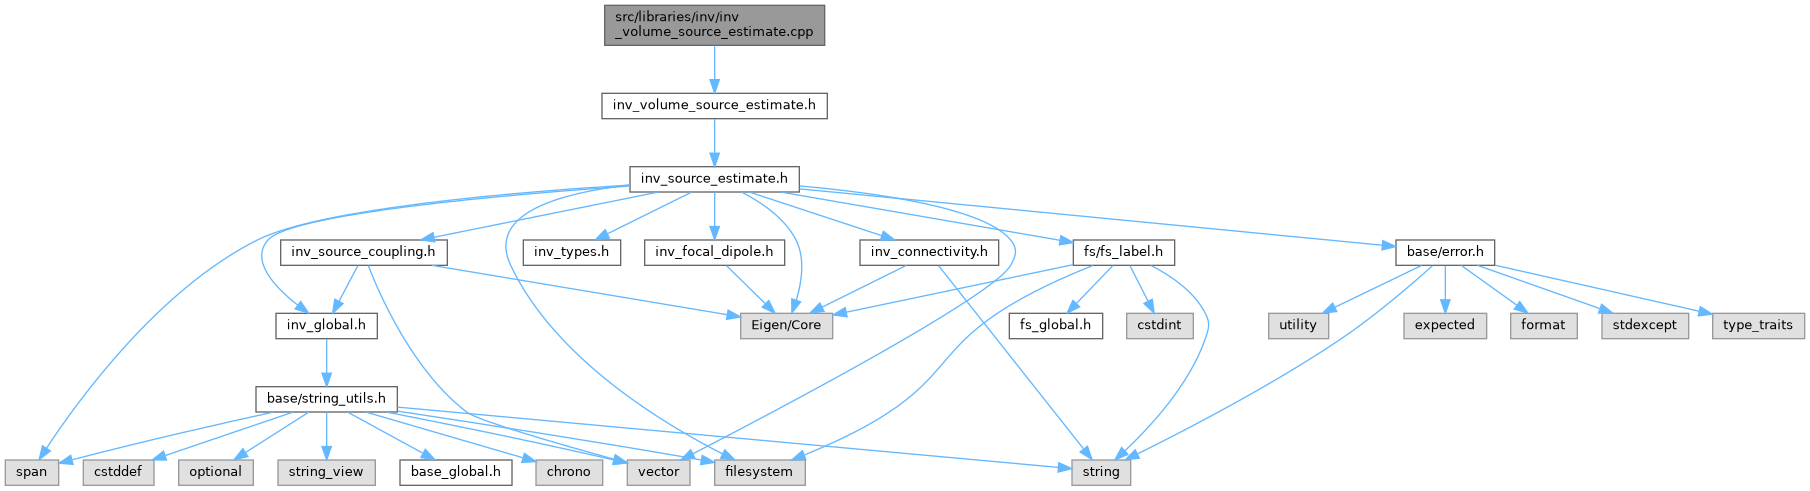 src/libraries/inv/inv
_volume_source_estimate.cpp
inv_volume_source_estimate.h
inv_source_estimate.h
inv_source_coupling.h
inv_types.h
inv_focal_dipole.h
inv_connectivity.h
fs/fs_label.h
base/error.h
inv_global.h
Eigen/Core
fs_global.h
cstdint
utility
expected
format
stdexcept
type_traits
base/string_utils.h
span
cstddef
optional
string_view
base_global.h
chrono
vector
filesystem
string